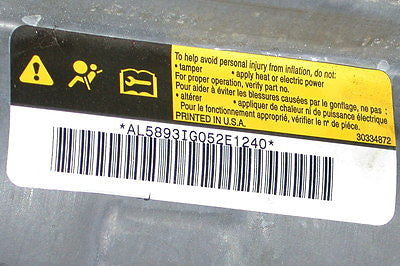 To help avoid personal injury from inflation, do not:
• tamper • apply heat or electric power
For proper operation, verify part no.
Pour aider à éviter les blessures causées par le gonflage, ne pas :
• altérer • appliquer de chaleur ni de puissance électrique
Pour le fonctionnement approprié, vérifier le nº de pièce.
PRINTED IN U.S.A. 30334872
*AL5893IG052E1240*